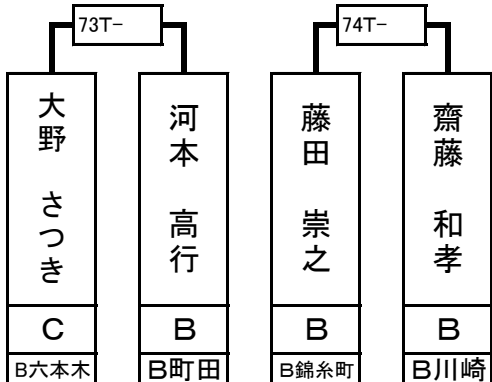 73T-
74T-
大野 さつき
河本 高行
藤田 崇之
齋藤 和孝
C
B
B
B
B六本木
B町田
B錦糸町
B川崎